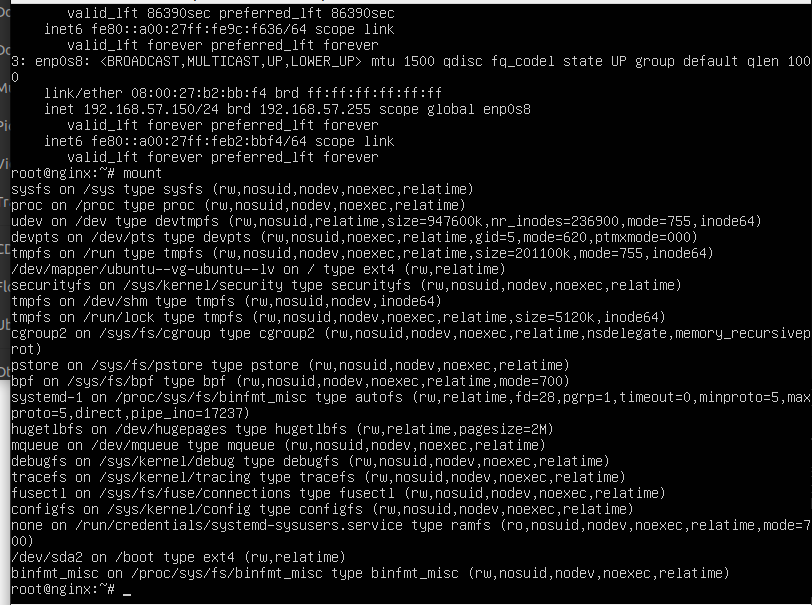 valid_lft 86390sec preferred_lft 86390sec
inet6 fe80::a00:27ff:fe9c:f636/64 scope link
valid_lft forever preferred_lft forever
3: enp0s8: <BROADCAST,MULTICAST,UP,LOWER_UP> mtu 1500 qdisc fq_codel state UP group default qlen 100
0
link/ether 08:00:27:b2:bb:f4 brd ff:ff:ff:ff:ff:ff
inet 192.168.57.150/24 brd 192.168.57.255 scope global enp0s8
valid_lft forever preferred_lft forever
inet6 fe80::a00:27ff:feb2:bbf4/64 scope link
valid_lft forever preferred_lft forever
root@nginx:~# mount
sysfs on /sys type sysfs (rw,nosuid,nodev,noexec,relatime)
proc on /proc type proc (rw,nosuid,nodev,noexec,relatime)
udev on /dev type devtmpfs (rw,nosuid,relatime,size=947600k,nr_inodes=236900,mode=755,inode64)
devpts on /dev/pts type devpts (rw,nosuid,noexec,relatime,gid=5,mode=620,ptmxmode=000)
tmpfs on /run type tmpfs (rw,nosuid,nodev,noexec,relatime,size=201100k,mode=755,inode64)
/dev/mapper/ubuntu--vg-ubuntu--lv on / type ext4 (rw,relatime)
securityfs on /sys/kernel/security type securityfs (rw,nosuid,nodev,noexec,relatime)
tmpfs on /dev/shm type tmpfs (rw,nosuid,nodev,inode64)
tmpfs on /run/lock type tmpfs (rw,nosuid,nodev,noexec,relatime,size=5120k,inode64)
cgroup2 on /sys/fs/cgroup type cgroup2 (rw,nosuid,nodev,noexec,relatime,nsdelegate,memory_recursivep
rot)
pstore on /sys/fs/pstore type pstore (rw,nosuid,nodev,noexec,relatime)
bpf on /sys/fs/bpf type bpf (rw,nosuid,nodev,noexec,relatime,mode=700)
systemd-1 on /proc/sys/fs/binfmt_misc type autofs (rw,relatime,fd=28,pgrp=1,timeout=0,minproto=5,max
proto=5,direct,pipe_ino=17237)
hugetlbfs on /dev/hugepages type hugetlbfs (rw,relatime,pagesize=2M)
mqueue on /dev/mqueue type mqueue (rw,nosuid,nodev,noexec,relatime)
debugfs on /sys/kernel/debug type debugfs (rw,nosuid,nodev,noexec,relatime)
tracefs on /sys/kernel/tracing type tracefs (rw,nosuid,nodev,noexec,relatime)
fusectl on /sys/fs/fuse/connections type fusectl (rw,nosuid,nodev,noexec,relatime)
configfs on /sys/kernel/config type configfs (rw,nosuid,nodev,noexec,relatime)
none on /run/credentials/systemd-sysusers.service type ramfs (ro,nosuid,nodev,noexec,relatime,mode=7
00)
/dev/sda2 on /boot type ext4 (rw,relatime)
binfmt_misc on /proc/sys/fs/binfmt_misc type binfmt_misc (rw,nosuid,nodev,noexec,relatime)
root@nginx:~# _